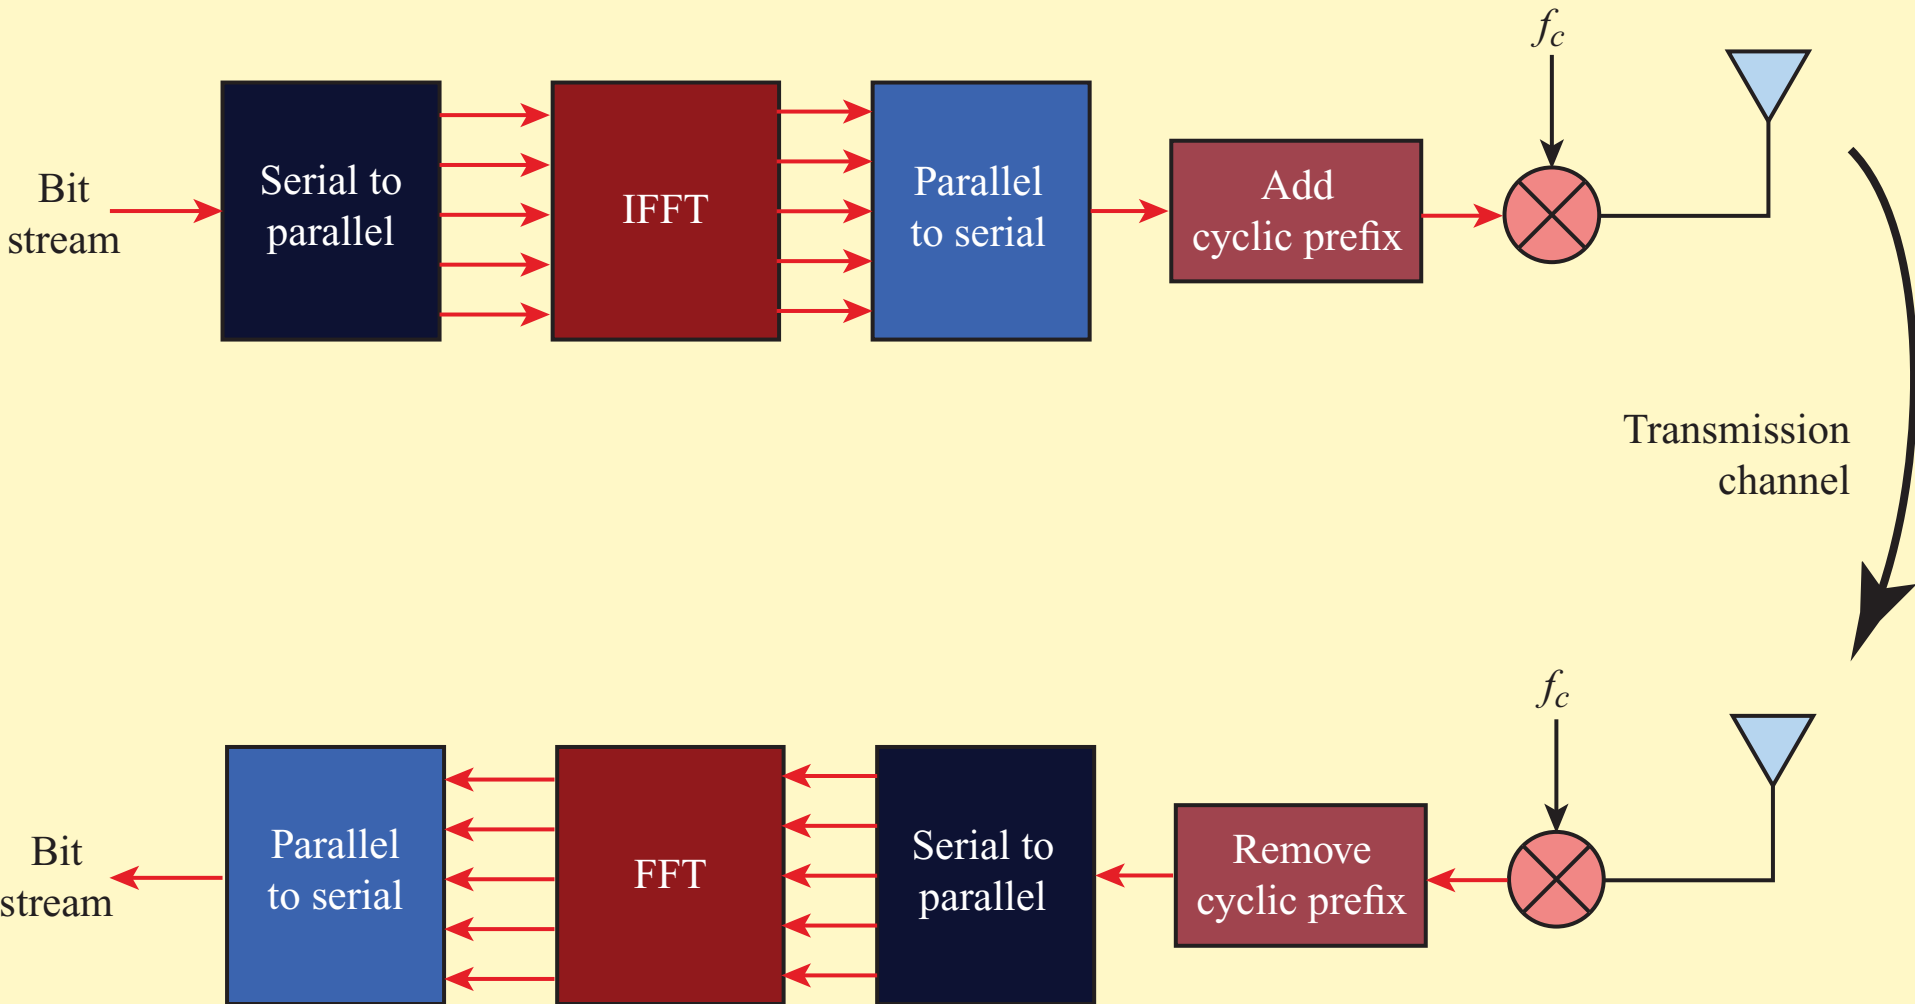 f_c
Bit
stream
Serial to
parallel
IFFT
Parallel
to serial
Add
cyclic prefix
Transmission
channel
f_c
Bit
stream
Parallel
to serial
FFT
Serial to
parallel
Remove
cyclic prefix